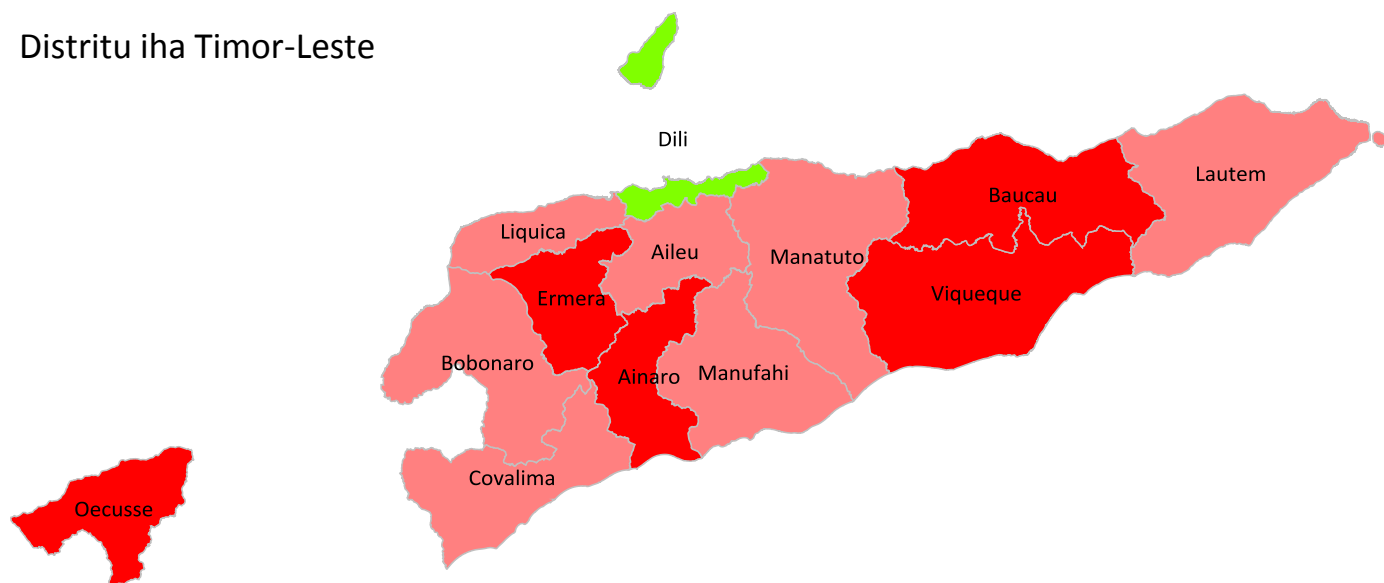 Distritu iha Timor-Leste
Dili
Lautem
Baucau
Liquica
Aileu
Manatuto
Viqueque
Ermera
Bobonaro
Ainaro
Manufahi
Covalima
Oecusse